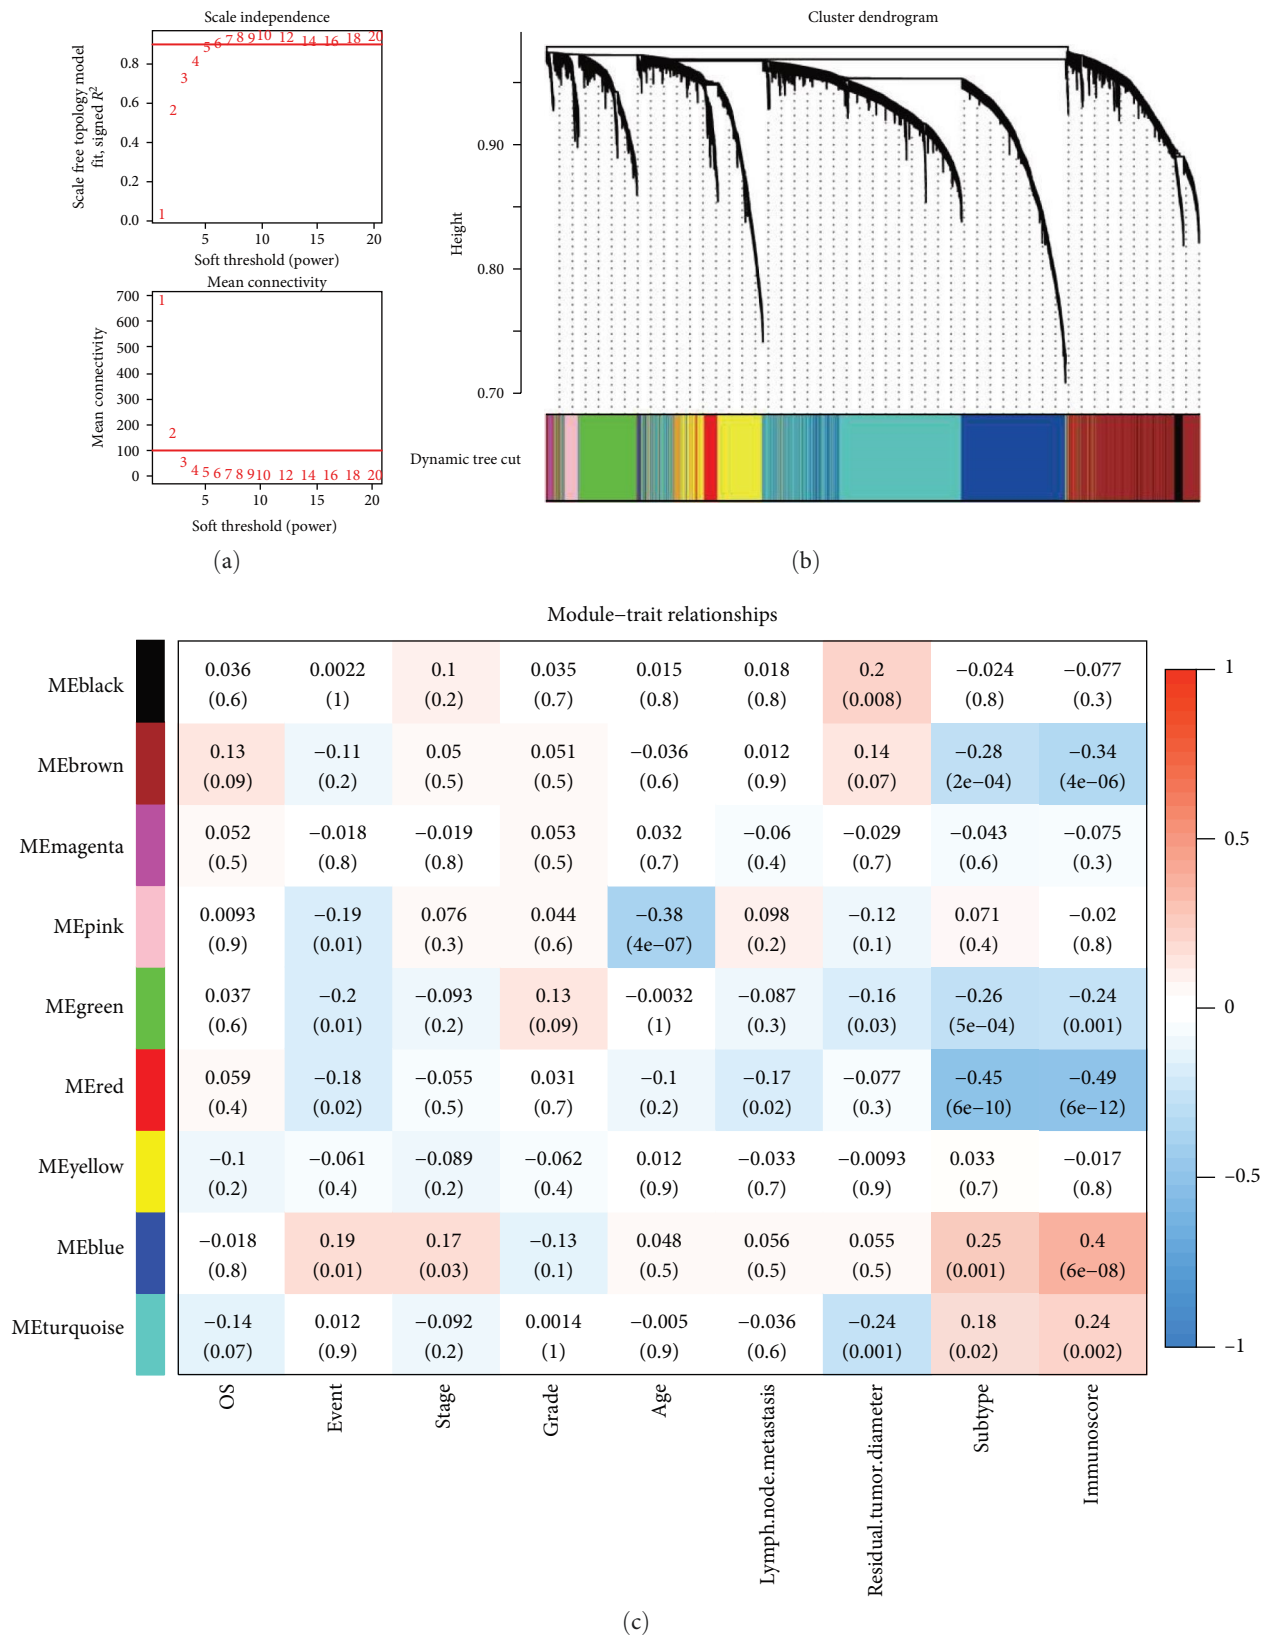 Scale independence
Scale free topology model
fit, signed R²
0.8
0.6
0.4
0.2
0.0
1 2 3 4 5 6 7 8 9 10 12 14 16 18 20
5 10 15 20
Soft threshold (power)
Mean connectivity
Mean connectivity
700
600
500
400
300
200
100
0
1 2 3 4 5 6 7 8 9 10 12 14 16 18 20
5 10 15 20
Soft threshold (power)
(a)
Cluster dendrogram
Height
0.90
0.80
0.70
Dynamic tree cut
(b)
Module−trait relationships
MEblack 0.036 0.0022 0.1 0.035 0.015 0.018 0.2 −0.024 −0.077
(0.6) (1) (0.2) (0.7) (0.8) (0.8) (0.008) (0.8) (0.3)
MEbrown 0.13 −0.11 0.05 0.051 −0.036 0.012 0.14 −0.28 −0.34
(0.09) (0.2) (0.5) (0.5) (0.6) (0.9) (0.07) (2e−04) (4e−06)
MEmagenta 0.052 −0.018 −0.019 0.053 0.032 −0.06 −0.029 −0.043 −0.075
(0.5) (0.8) (0.8) (0.5) (0.7) (0.4) (0.7) (0.6) (0.3)
MEpink 0.0093 −0.19 0.076 0.044 −0.38 0.098 −0.12 0.071 −0.02
(0.9) (0.01) (0.3) (0.6) (4e−07) (0.2) (0.1) (0.4) (0.8)
MEgreen 0.037 −0.2 −0.093 0.13 −0.0032 −0.087 −0.16 −0.26 −0.24
(0.6) (0.01) (0.2) (0.09) (1) (0.3) (0.03) (5e−04) (0.001)
MEred 0.059 −0.18 −0.055 0.031 −0.1 −0.17 −0.077 −0.45 −0.49
(0.4) (0.02) (0.5) (0.7) (0.2) (0.02) (0.3) (6e−10) (6e−12)
MEyellow −0.1 −0.061 −0.089 −0.062 0.012 −0.033 −0.0093 0.033 −0.017
(0.2) (0.4) (0.2) (0.4) (0.9) (0.7) (0.9) (0.7) (0.8)
MEblue −0.018 0.19 0.17 −0.13 0.048 0.056 0.055 0.25 0.4
(0.8) (0.01) (0.03) (0.1) (0.5) (0.5) (0.5) (0.001) (6e−08)
MEturquoise −0.14 0.012 −0.092 0.0014 −0.005 −0.036 −0.24 0.18 0.24
(0.07) (0.9) (0.2) (1) (0.9) (0.6) (0.001) (0.02) (0.002)
OS
Event
Stage
Grade
Age
Lymph.node.metastasis
Residual.tumor.diameter
Subtype
Immunoscore
1
0.5
0
−0.5
−1
(c)